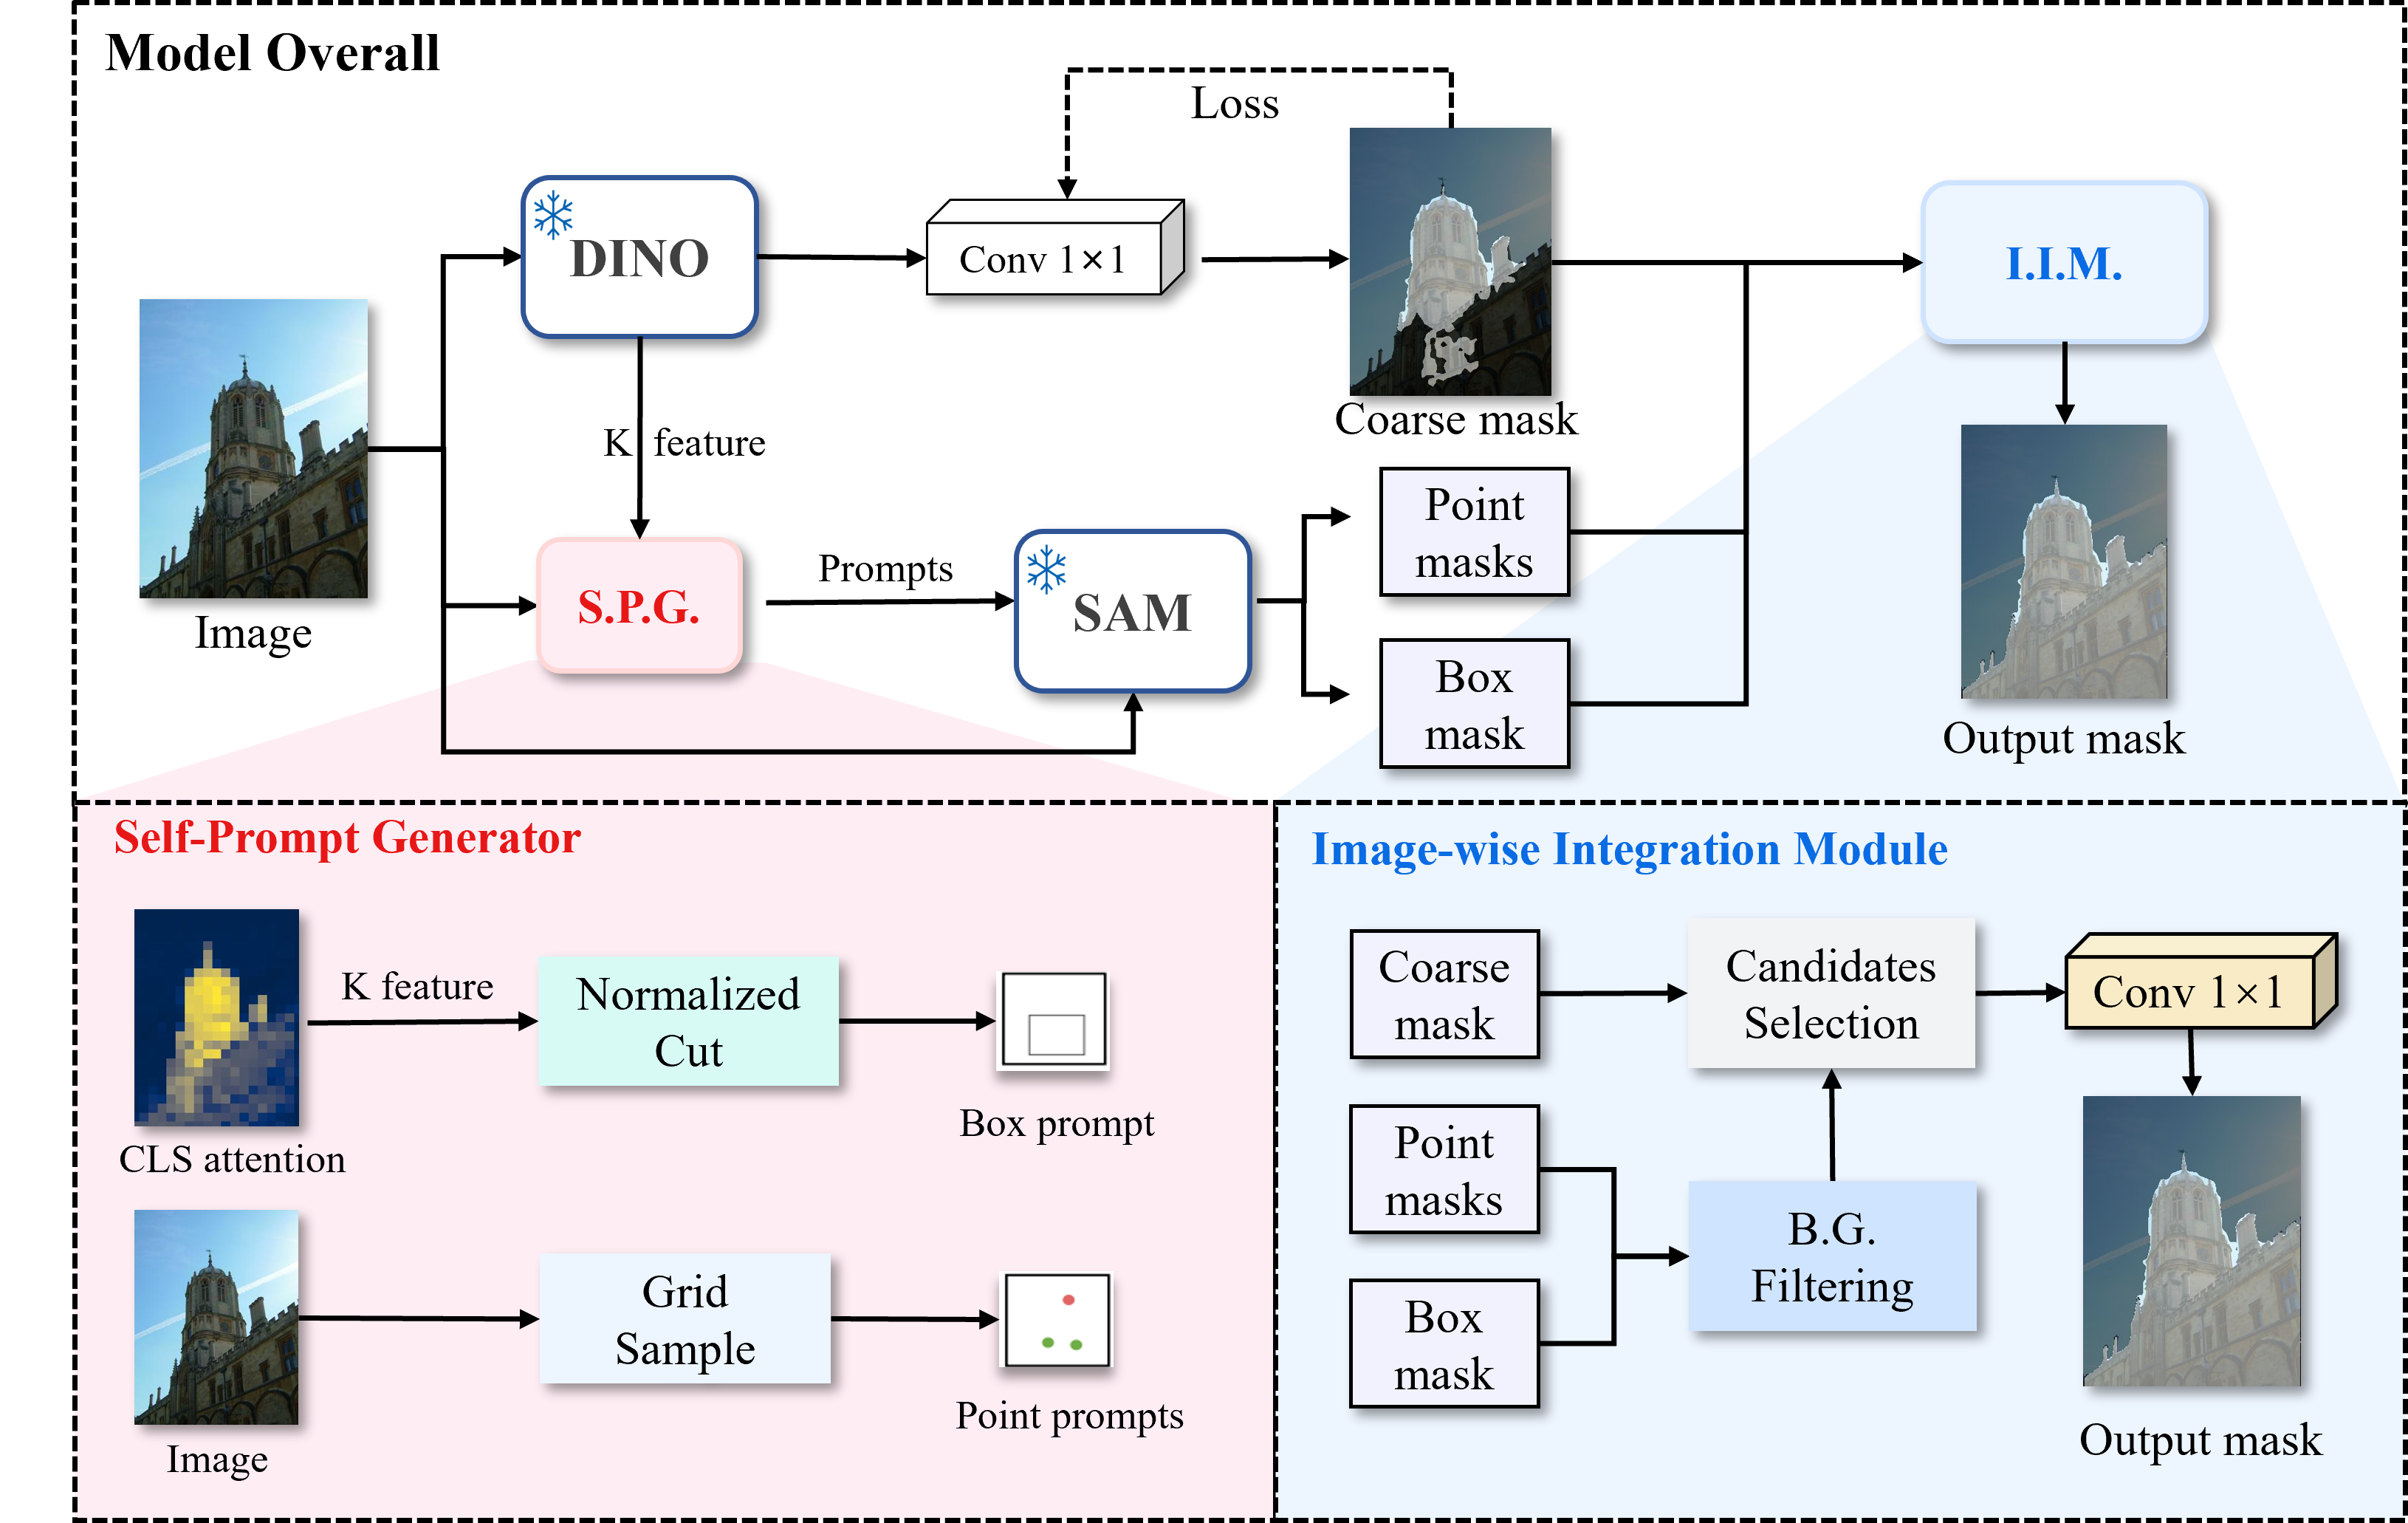 Model Overall
Loss
DINO
Conv 1×1
I.I.M.
Coarse mask
K feature
Image
S.P.G.
Prompts
SAM
Point
masks
Box
mask
Output mask
Self-Prompt Generator
CLS attention
K feature
Normalized
Cut
Box prompt
Image
Grid
Sample
Point prompts
Image-wise Integration Module
Coarse
mask
Candidates
Selection
Conv 1×1
Point
masks
Box
mask
B.G.
Filtering
Output mask